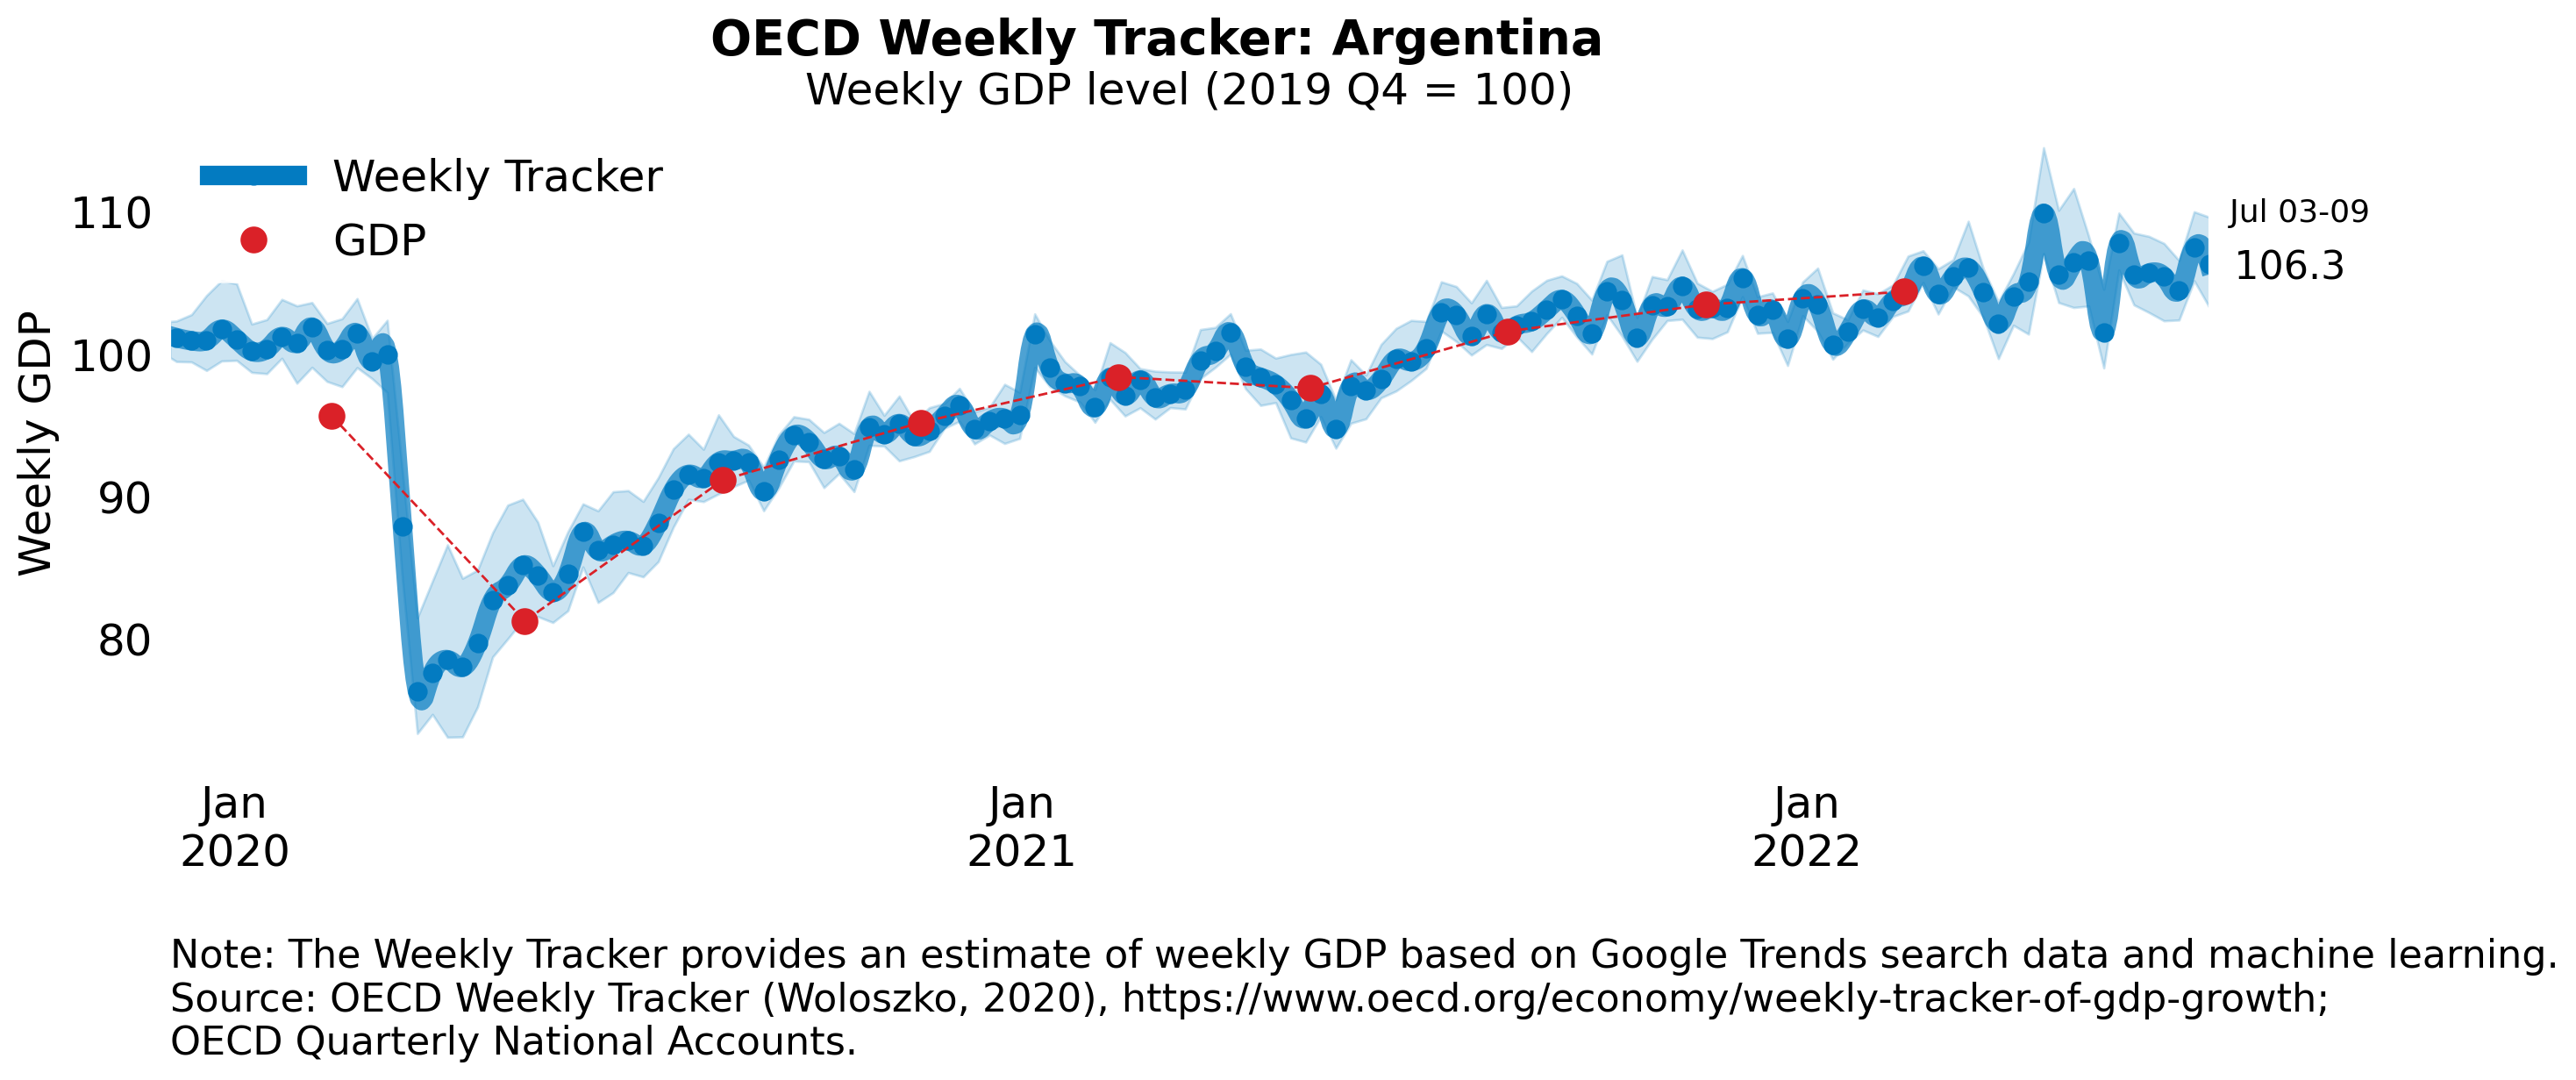 OECD Weekly Tracker: Argentina
Weekly GDP level (2019 Q4 = 100)
Weekly Tracker
GDP
Weekly GDP
110
100
90
80
Jul 03-09
106.3
Jan
2020
Jan
2021
Jan
2022
Note: The Weekly Tracker provides an estimate of weekly GDP based on Google Trends search data and machine learning.
Source: OECD Weekly Tracker (Woloszko, 2020), https://www.oecd.org/economy/weekly-tracker-of-gdp-growth;
OECD Quarterly National Accounts.